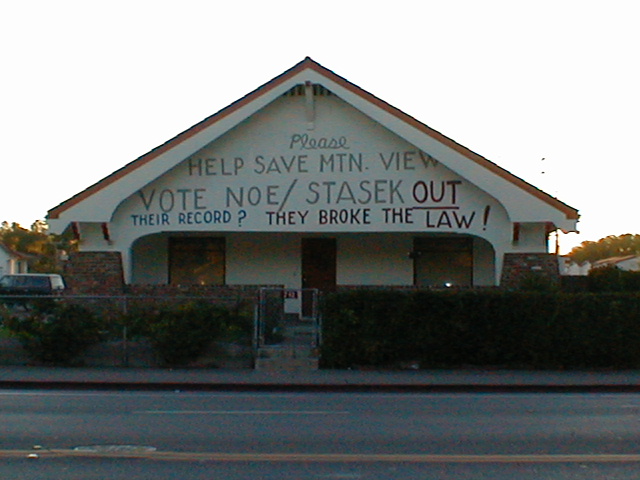 Please
HELP SAVE MTN. VIEW
VOTE NOE/STASEK OUT
THEIR RECORD? THEY BROKE THE LAW!